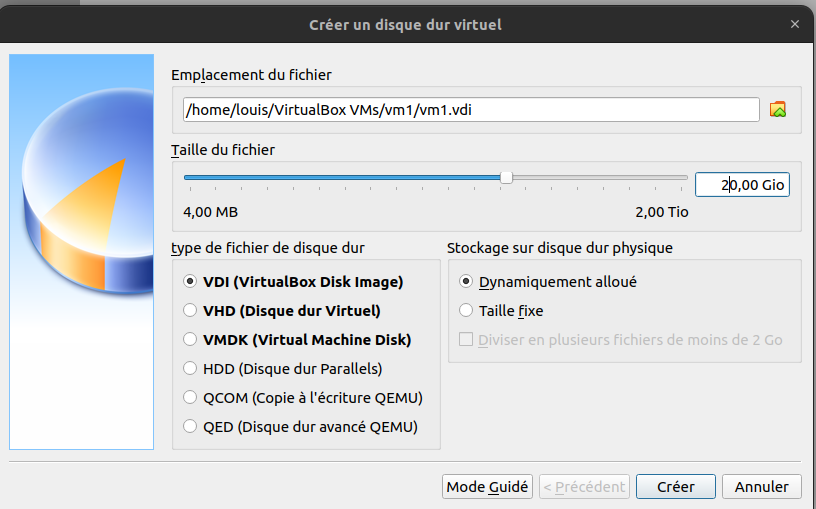 Créer un disque dur virtuel
Emplacement du fichier
/home/louis/VirtualBox VMs/vm1/vm1.vdi
Taille du fichier
20,00 Gio
4,00 MB
2,00 Tio
type de fichier de disque dur
VDI (VirtualBox Disk Image)
VHD (Disque dur Virtuel)
VMDK (Virtual Machine Disk)
HDD (Disque dur Parallels)
QCOM (Copie à l'écriture QEMU)
QED (Disque dur avancé QEMU)
Stockage sur disque dur physique
Dynamiquement alloué
Taille fixe
Diviser en plusieurs fichiers de moins de 2 Go
Mode Guidé
< Précédent
Créer
Annuler